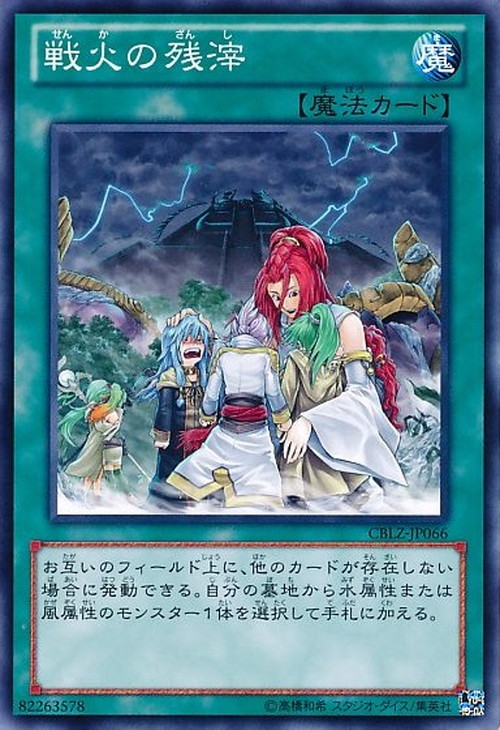 戦火の残滓
魔
【魔法カード】
CBLZ-JP066
お互いのフィールド上に、他のカードが存在しない
場合に発動できる。自分の墓地から水属性または
風属性のモンスター1体を選択して手札に加える。
82263578
©高橋和希 スタジオ・ダイス/集英社